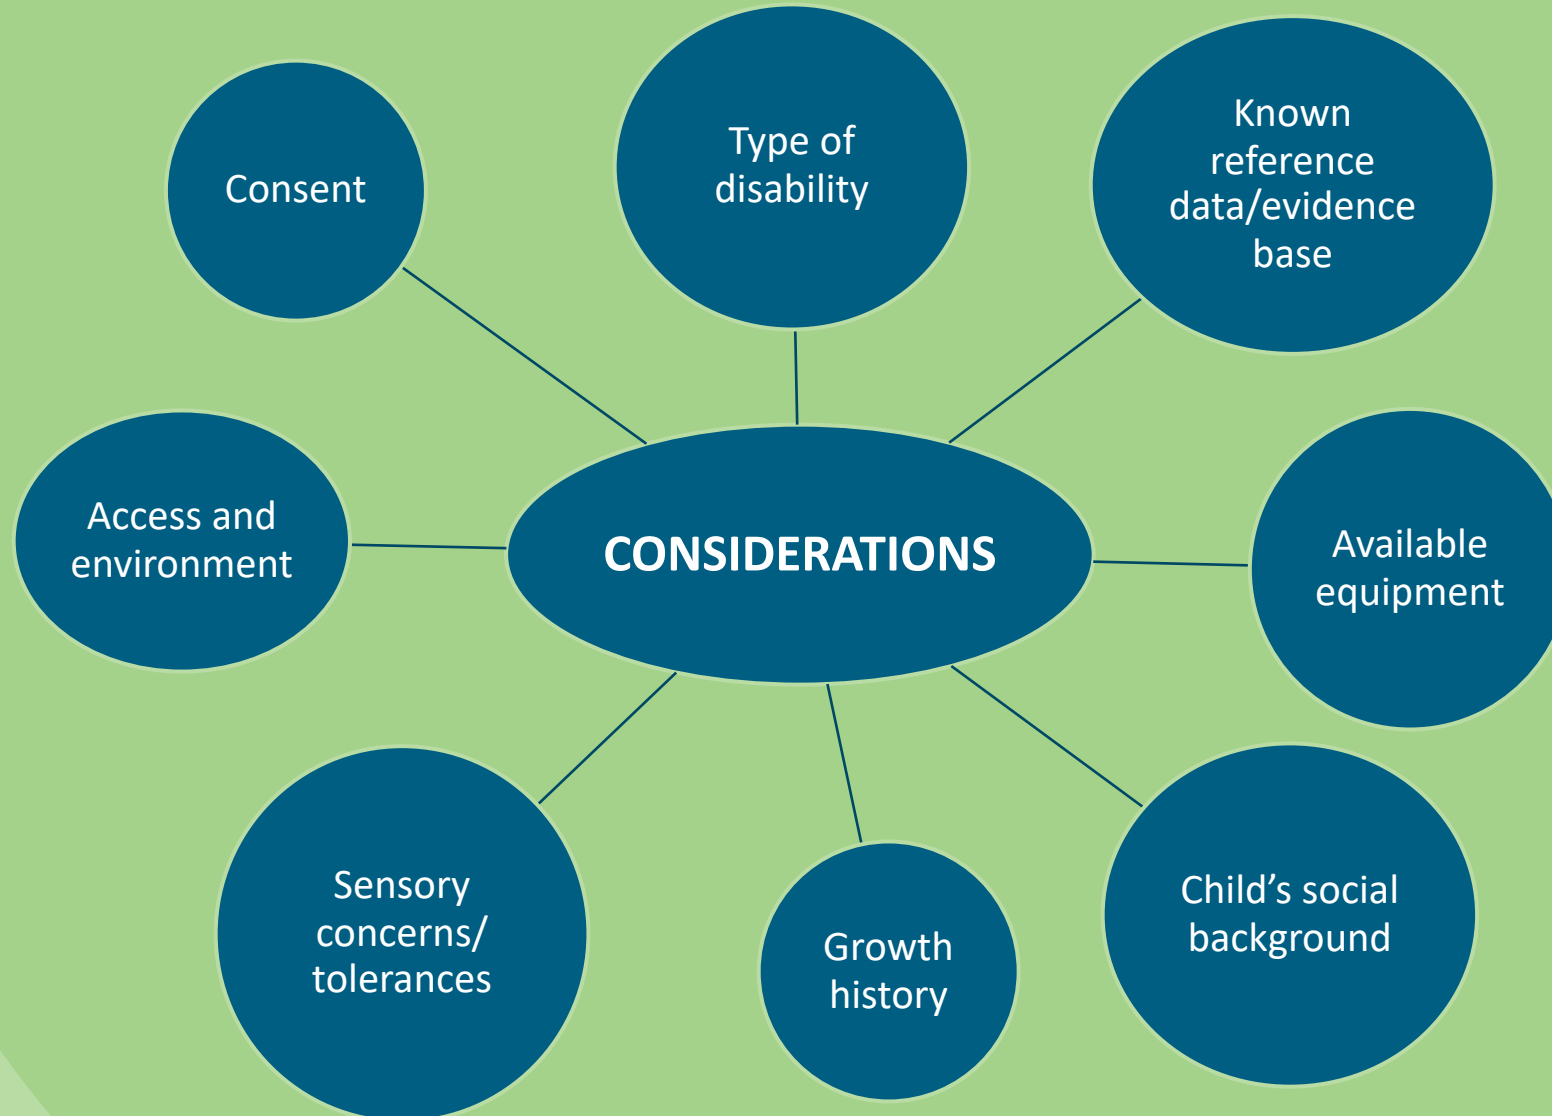 Consent
Type of
disability
Known
reference
data/evidence
base
Access and
environment
CONSIDERATIONS
Available
equipment
Sensory
concerns/
tolerances
Growth
history
Child’s social
background